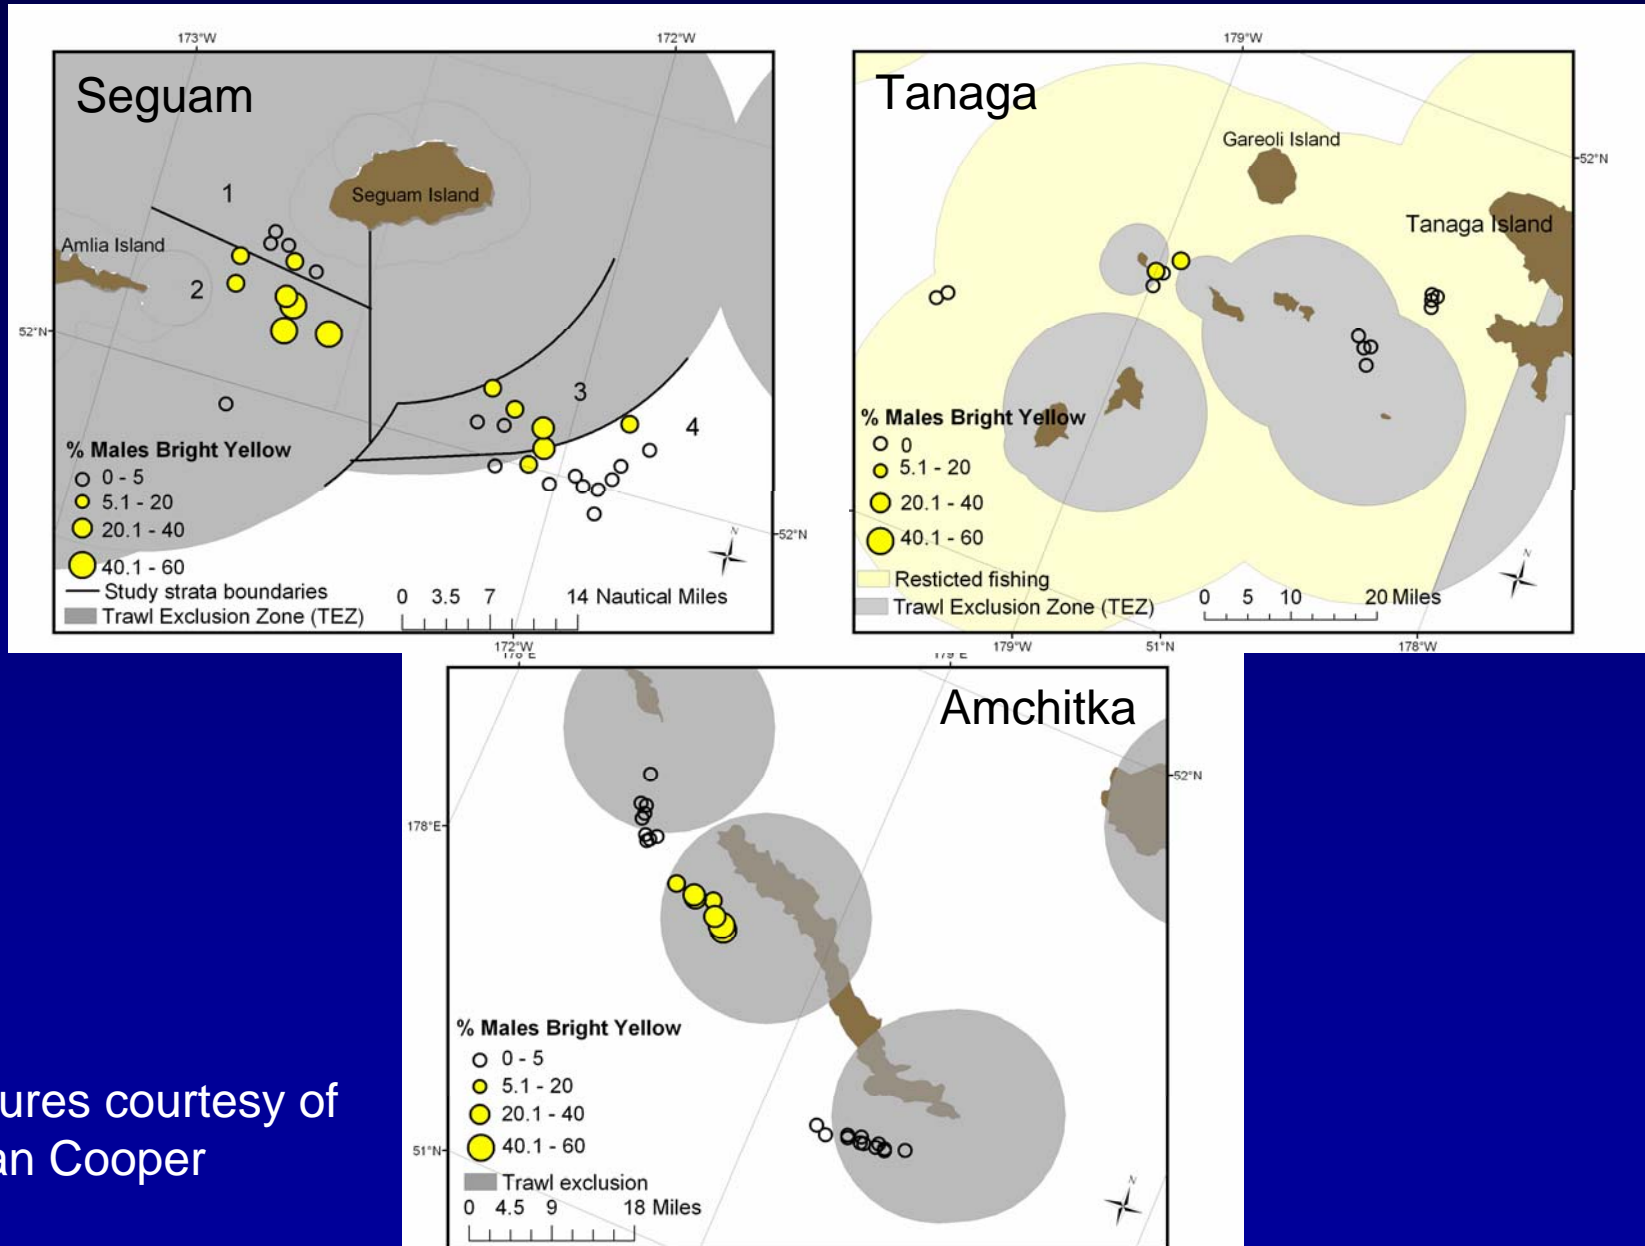 173°W
172°W
Seguam
1
Seguam Island
Amlia Island
2
52°N
3
4
% Males Bright Yellow
0 - 5
5.1 - 20
20.1 - 40
40.1 - 60
Study strata boundaries
Trawl Exclusion Zone (TEZ)
0 3.5 7 14 Nautical Miles
N
52°N
172°W
179°W
Tanaga
Gareoli Island
52°N
Tanaga Island
% Males Bright Yellow
0
5.1 - 20
20.1 - 40
40.1 - 60
Resticted fishing
Trawl Exclusion Zone (TEZ)
0 5 10 20 Miles
N
179°W
51°N
178°W
178°E
179°E
Amchitka
52°N
178°E
% Males Bright Yellow
0 - 5
5.1 - 20
20.1 - 40
40.1 - 60
51°N
Trawl exclusion
0 4.5 9 18 Miles
N
ures courtesy of
an Cooper